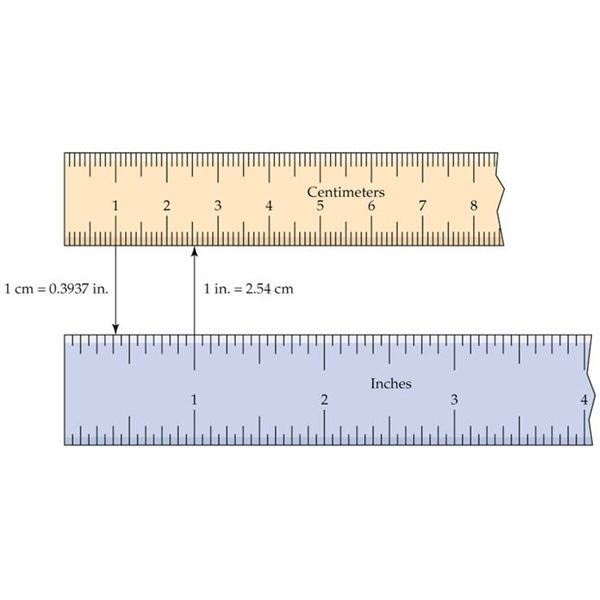 Centimeters
1 2 3 4 5 6 7 8
1 cm = 0.3937 in.
1 in. = 2.54 cm
Inches
1 2 3 4